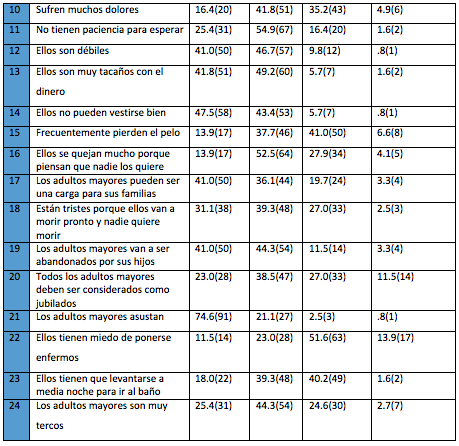 10 Sufren muchos dolores 16.4(20) 41.8(51) 35.2(43) 4.9(6)
11 No tienen paciencia para esperar 25.4(31) 54.9(67) 16.4(20) 1.6(2)
12 Ellos son débiles 41.0(50) 46.7(57) 9.8(12) .8(1)
13 Ellos son muy tacaños con el 41.8(51) 49.2(60) 5.7(7) 1.6(2)
dinero
14 Ellos no pueden vestirse bien 47.5(58) 43.4(53) 5.7(7) .8(1)
15 Frecuentemente pierden el pelo 13.9(17) 37.7(46) 41.0(50) 6.6(8)
16 Ellos se quejan mucho porque 13.9(17) 52.5(64) 27.9(34) 4.1(5)
piensan que nadie los quiere
17 Los adultos mayores pueden ser 41.0(50) 36.1(44) 19.7(24) 3.3(4)
una carga para sus familias
18 Están tristes porque ellos van a 31.1(38) 39.3(48) 27.0(33) 2.5(3)
morir pronto y nadie quiere
morir
19 Los adultos mayores van a ser 41.0(50) 44.3(54) 11.5(14) 3.3(4)
abandonados por sus hijos
20 Todos los adultos mayores 23.0(28) 38.5(47) 27.0(33) 11.5(14)
deben ser considerados como
jubilados
21 Los adultos mayores asustan 74.6(91) 21.1(27) 2.5(3) .8(1)
22 Ellos tienen miedo de ponerse 11.5(14) 23.0(28) 51.6(63) 13.9(17)
enfermos
23 Ellos tienen que levantarse a 18.0(22) 39.3(48) 40.2(49) 1.6(2)
media noche para ir al baño
24 Los adultos mayores son muy 25.4(31) 44.3(54) 24.6(30) 2.7(7)
tercos